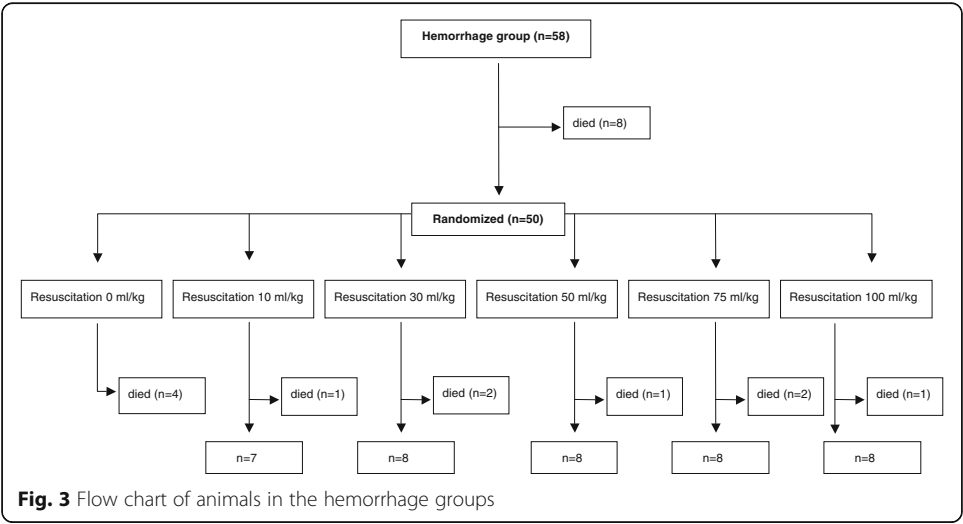 Hemorrhage group (n=58)
died (n=8)
Randomized (n=50)
Resuscitation 0 ml/kg
Resuscitation 10 ml/kg
Resuscitation 30 ml/kg
Resuscitation 50 ml/kg
Resuscitation 75 ml/kg
Resuscitation 100 ml/kg
died (n=4)
died (n=1)
died (n=2)
died (n=1)
died (n=2)
died (n=1)
n=7
n=8
n=8
n=8
n=8
Fig. 3 Flow chart of animals in the hemorrhage groups